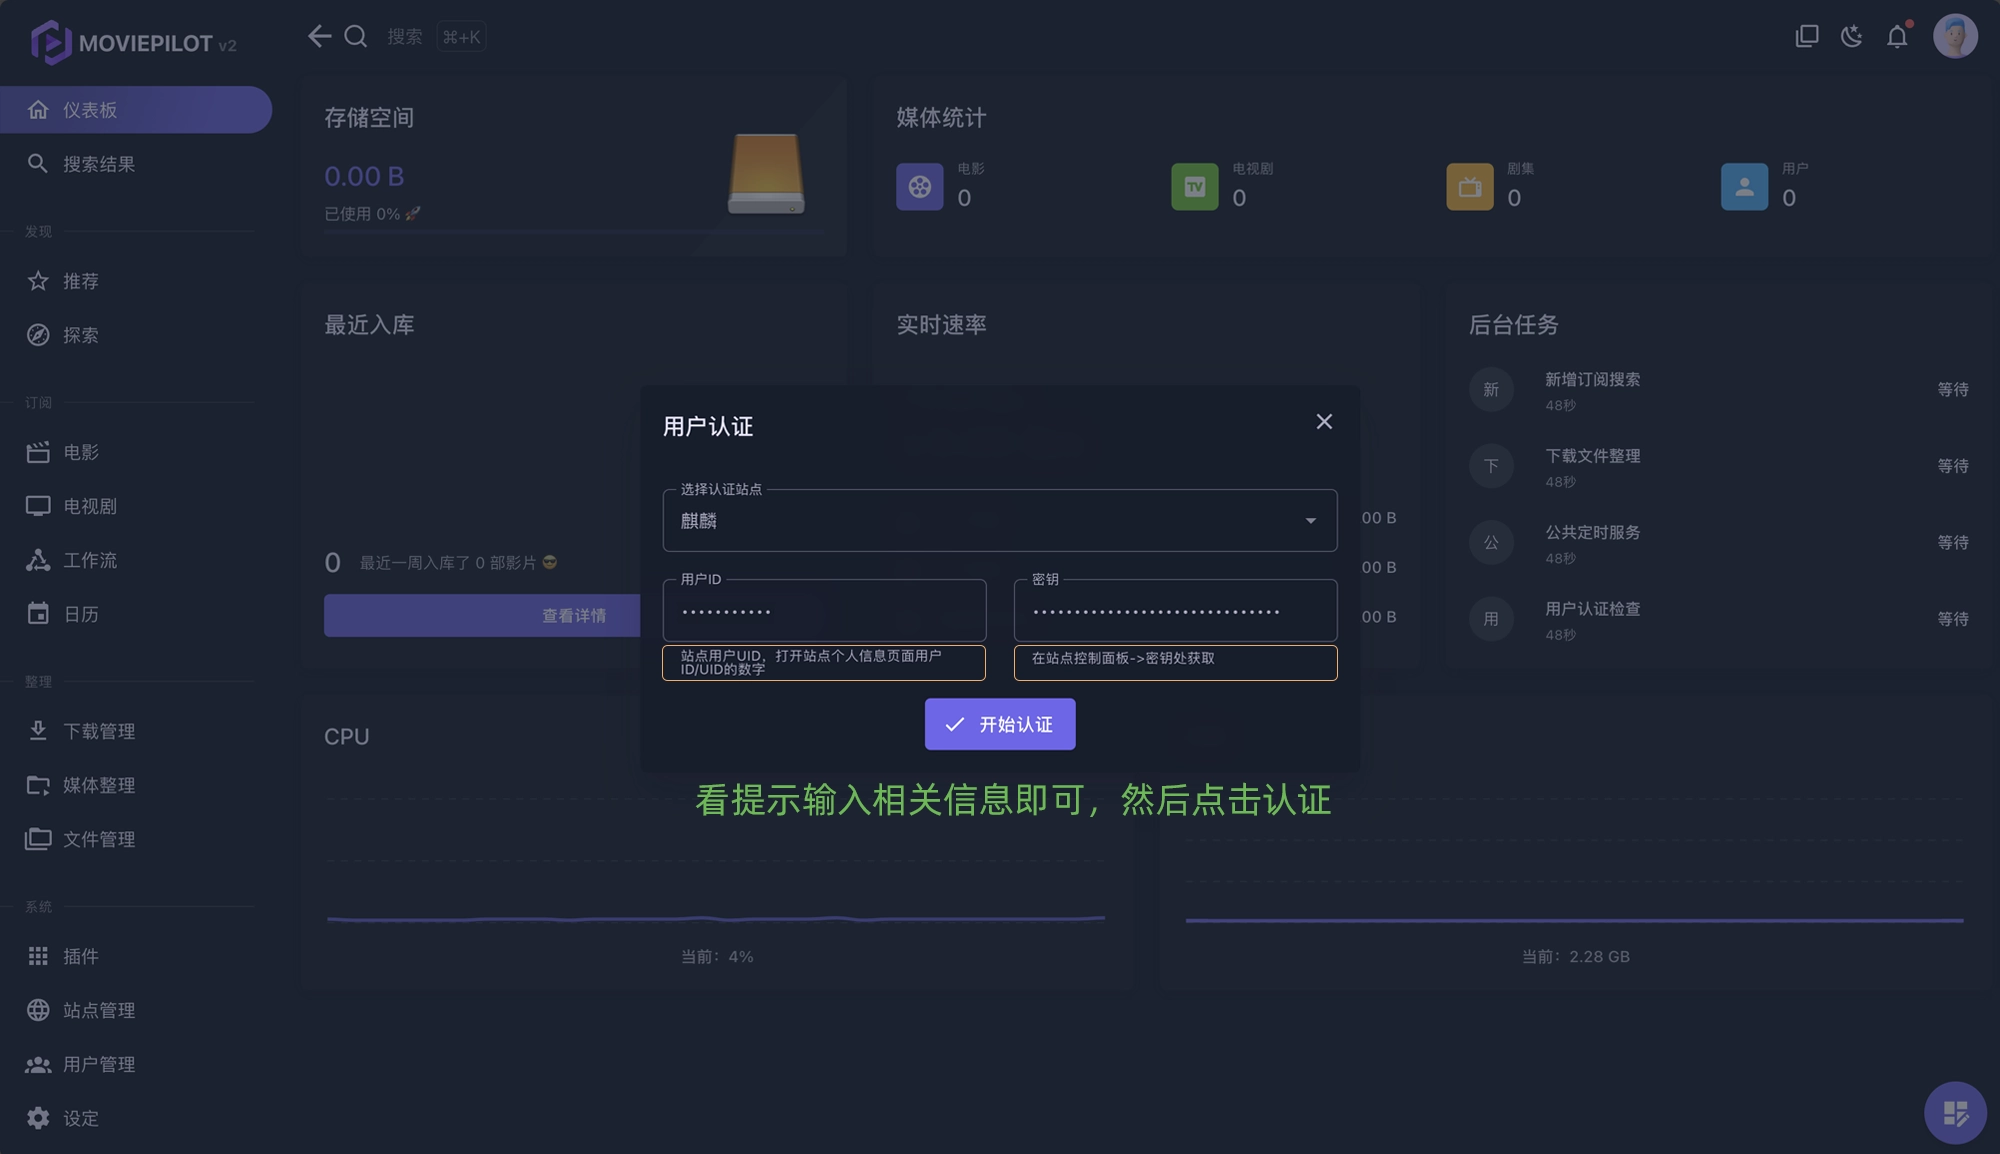 MOVIEPILOT v2
搜索 ⌘+K
仪表板
搜索结果
发现
推荐
探索
订阅
电影
电视剧
工作流
日历
整理
下载管理
媒体整理
文件管理
系统
插件
站点管理
用户管理
设定
存储空间
0.00 B
已使用 0% 🚀
媒体统计
电影
0
TV
电视剧
0
剧集
0
用户
0
最近入库
0 最近一周入库了 0 部影片 😎
查看详情
实时速率
00 B
00 B
00 B
后台任务
新 新增订阅搜索 等待
48秒
下 下载文件整理 等待
48秒
公 公共定时服务 等待
48秒
用 用户认证检查 等待
48秒
用户认证
选择认证站点
麒麟
用户ID
•••••••••••
站点用户UID，打开站点个人信息页面用户
ID/UID的数字
密钥
••••••••••••••••••••••••••••••
在站点控制面板->密钥处获取
开始认证
看提示输入相关信息即可，然后点击认证
CPU
当前：4%
当前：2.28 GB